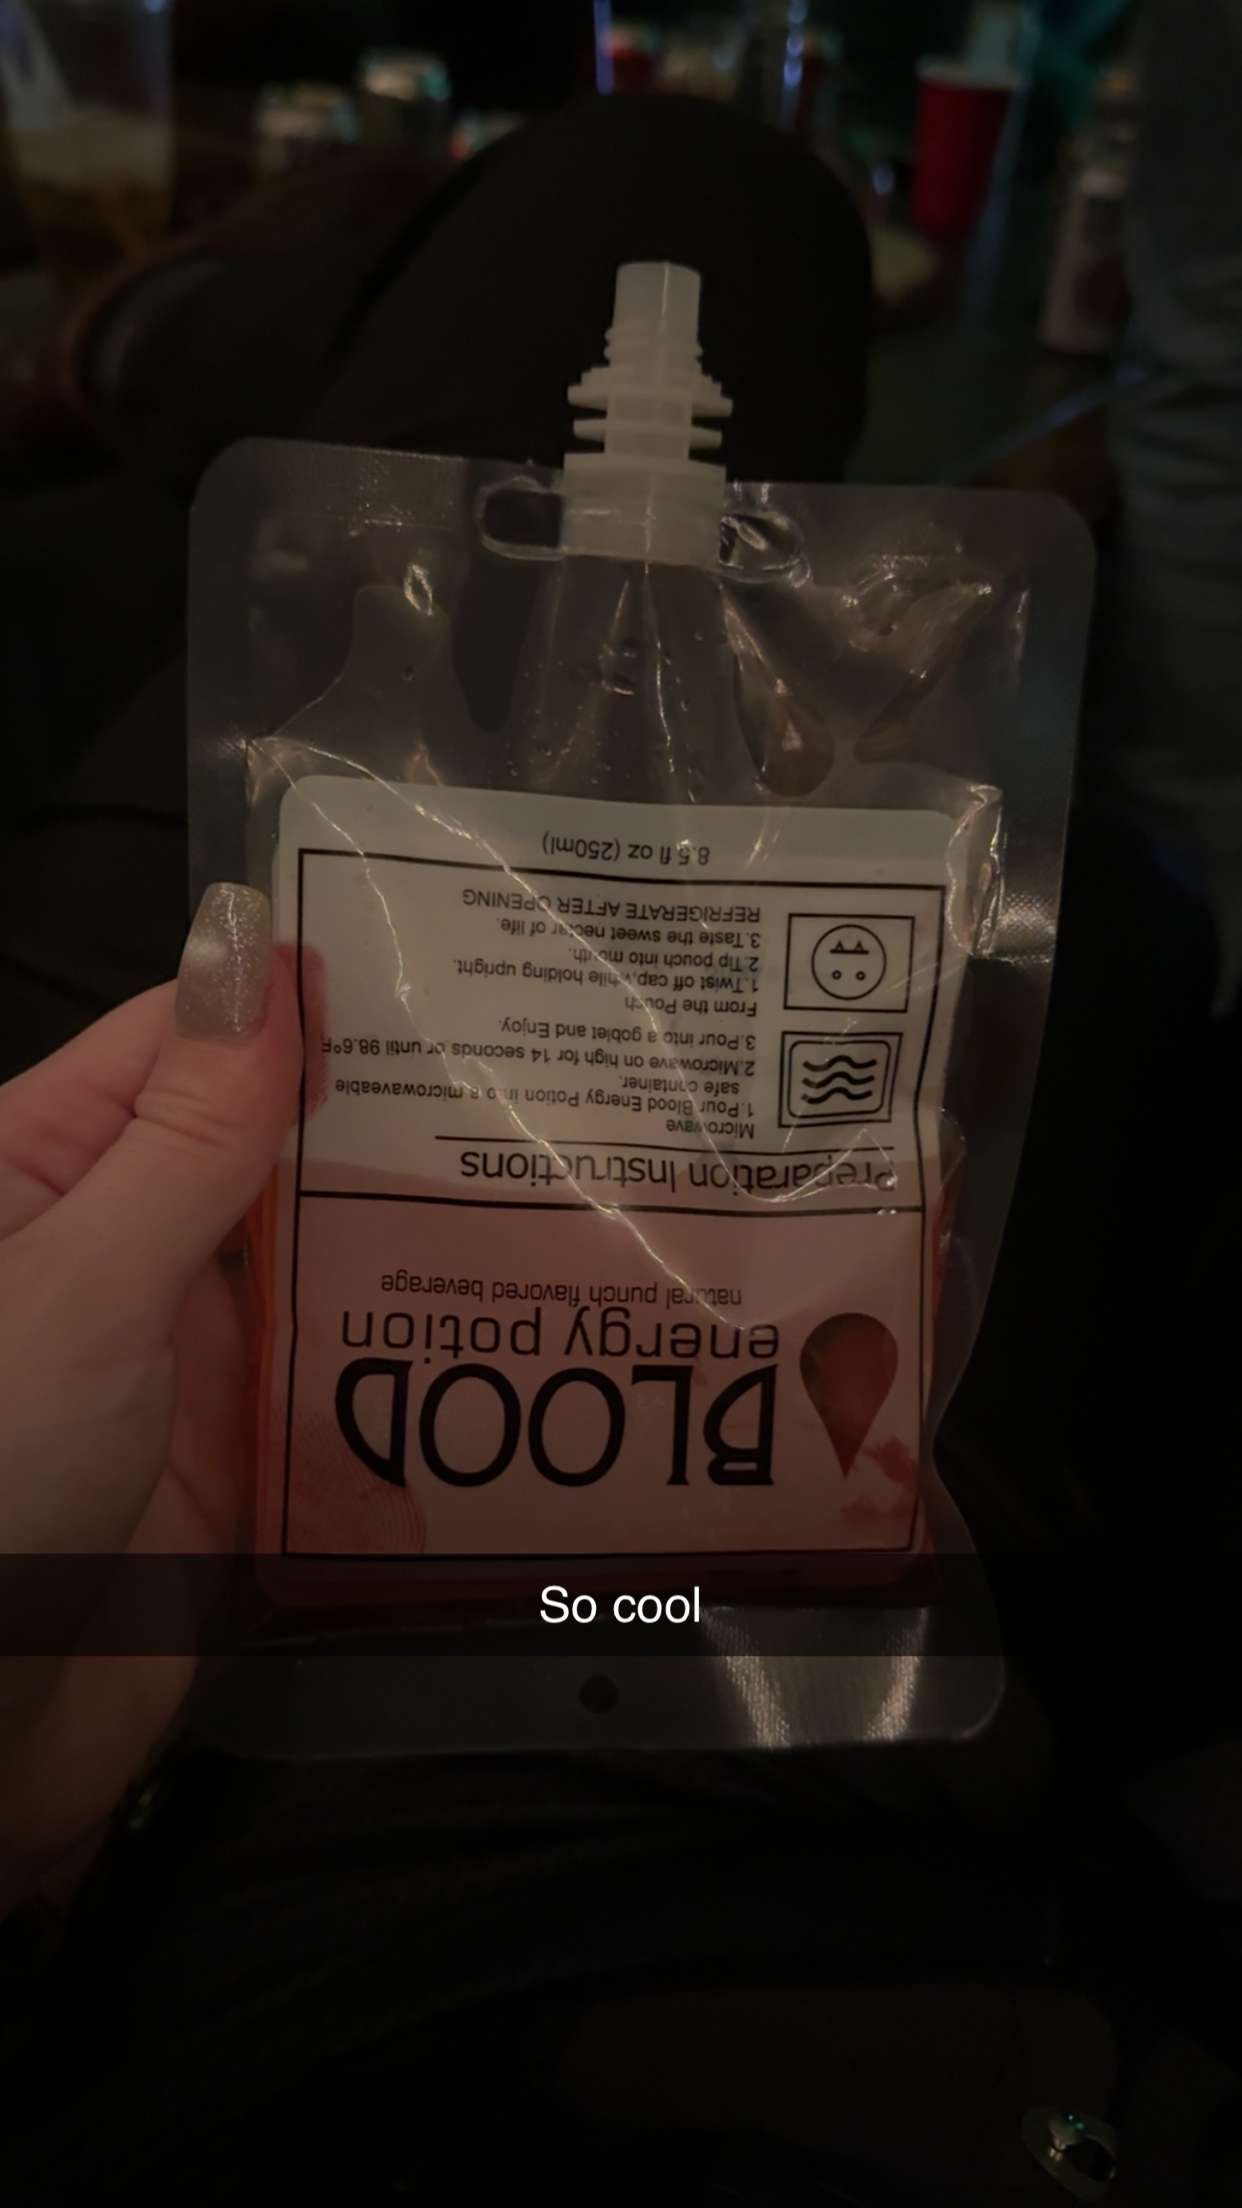 BLOOD
energy potion
natural punch flavored beverage
Preparation Instructions
Microwave
1.Pour Blood Energy Potion into a microwaveable
safe container.
2.Microwave on high for 14 seconds or until 98.6°F
3.Pour into a goblet and Enjoy.
From the Pouch
1.Twist off cap, while holding upright.
2.Tip pouch into mouth.
3.Taste the sweet nectar of life.
REFRIGERATE AFTER OPENING
8.5 fl oz (250ml)
So cool